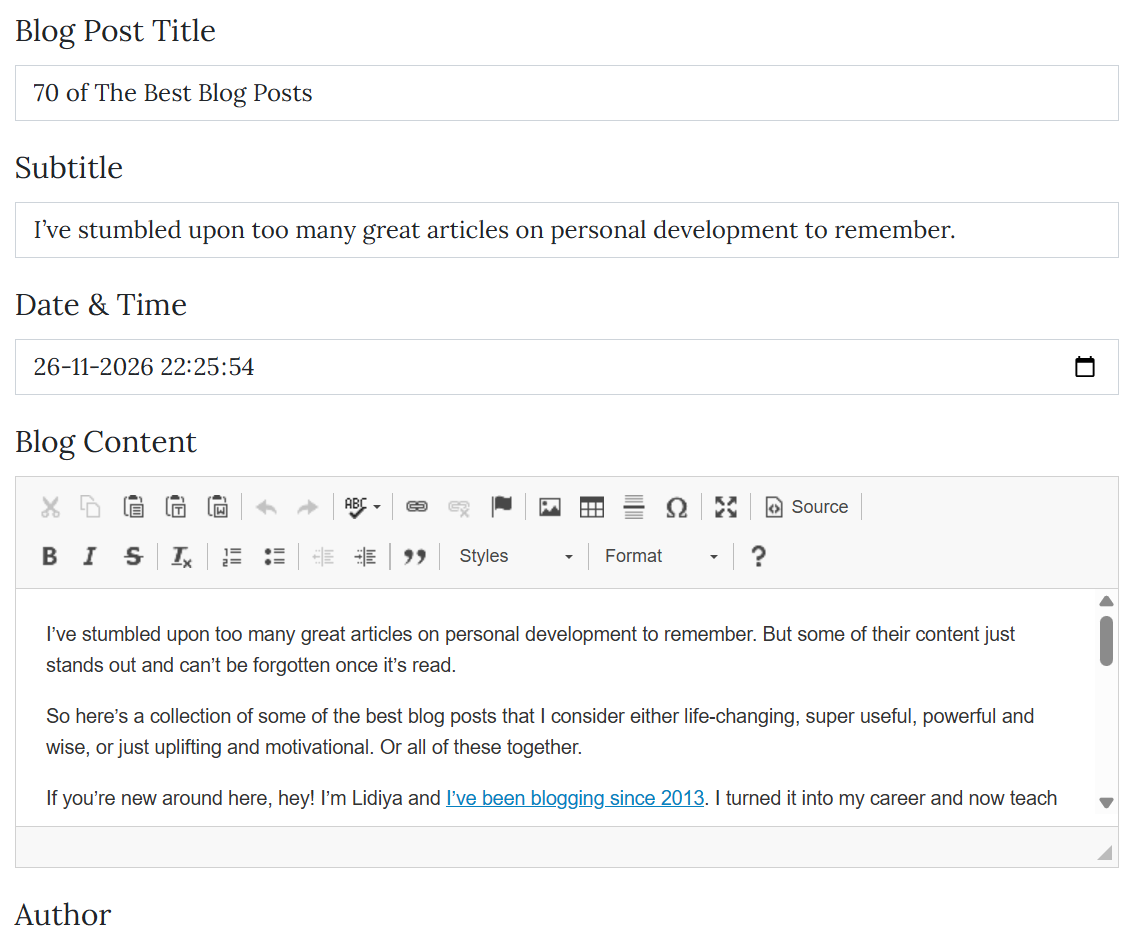 Blog Post Title
70 of The Best Blog Posts
Subtitle
I’ve stumbled upon too many great articles on personal development to remember.
Date & Time
26-11-2026 22:25:54
Blog Content
ABC
Source
B I S Ix Styles Format ?
I’ve stumbled upon too many great articles on personal development to remember. But some of their content just
stands out and can’t be forgotten once it’s read.
So here’s a collection of some of the best blog posts that I consider either life-changing, super useful, powerful and
wise, or just uplifting and motivational. Or all of these together.
If you’re new around here, hey! I’m Lidiya and I’ve been blogging since 2013. I turned it into my career and now teach
Author